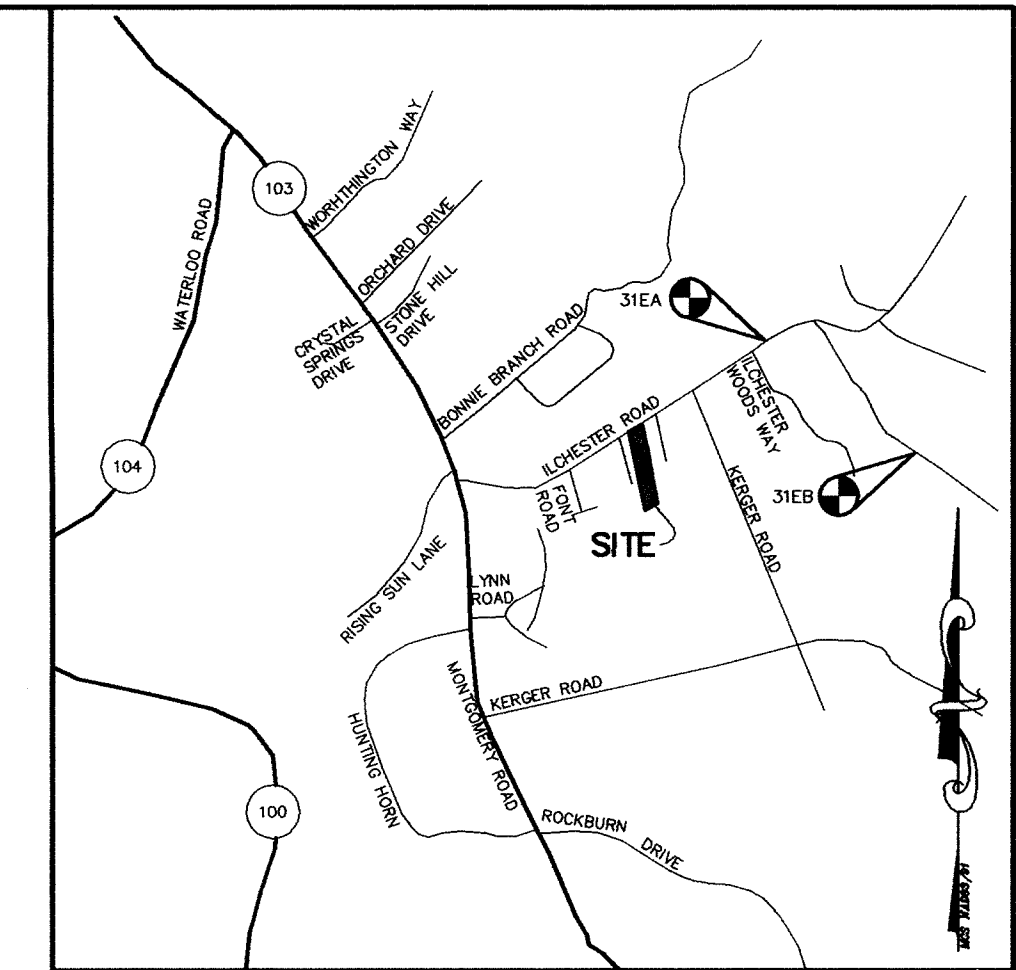 WORHTHINGTON WAY
103
WATERLOO ROAD
ORCHARD DRIVE
STONE HILL
DRIVE
CRYSTAL
SPRINGS
DRIVE
31EA
BONNIE BRANCH ROAD
ILCHESTER
WOODS WAY
ILCHESTER ROAD
104
FONT
ROAD
KERGER ROAD
31EB
SITE
RISING SUN LANE
LYNN
ROAD
MONTGOMERY ROAD
KERGER ROAD
HUNTING HORN
100
ROCKBURN
DRIVE